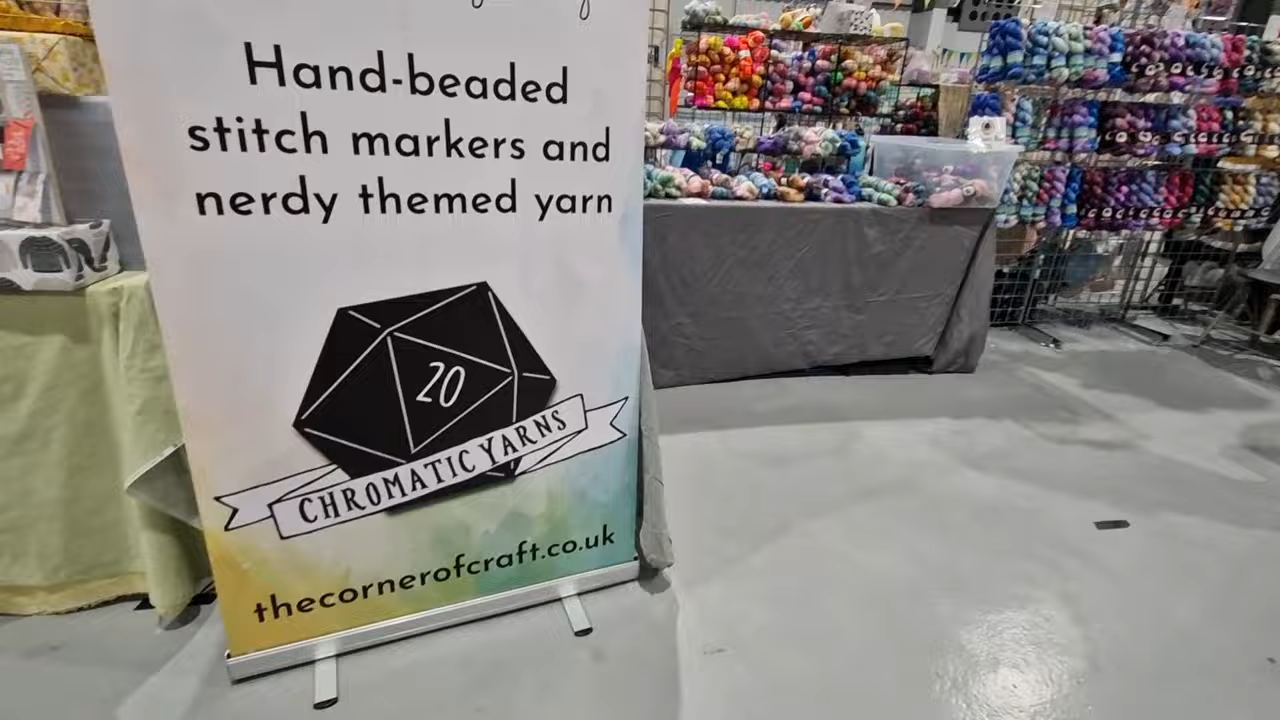 Hand-beaded
stitch markers and
nerdy themed yarn
20
CHROMATIC YARNS
thecornerofcraft.co.uk